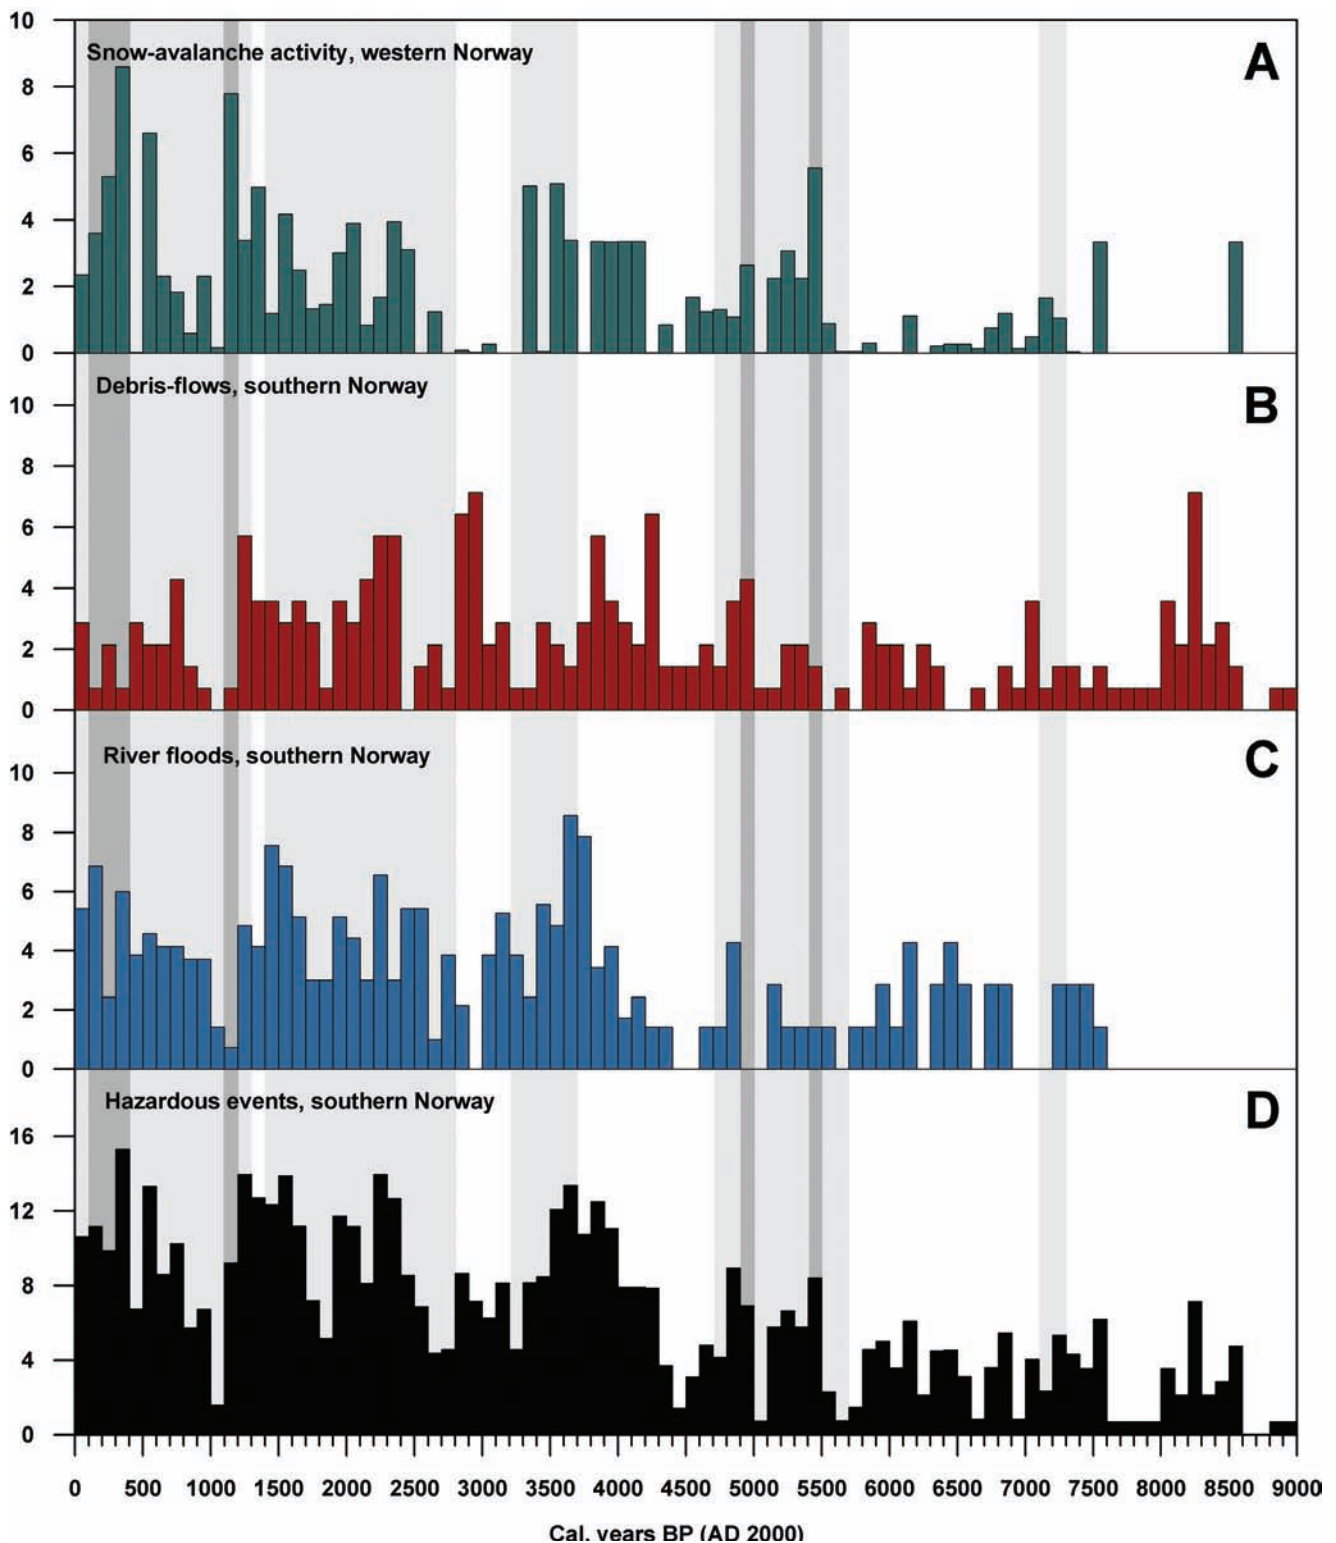 10
Snow-avalanche activity, western Norway
A
8
6
4
2
0
Debris-flows, southern Norway
B
10
8
6
4
2
0
River floods, southern Norway
C
10
8
6
4
2
0
Hazardous events, southern Norway
D
16
12
8
4
0
0 500 1000 1500 2000 2500 3000 3500 4000 4500 5000 5500 6000 6500 7000 7500 8000 8500 9000
Cal. years BP (AD 2000)